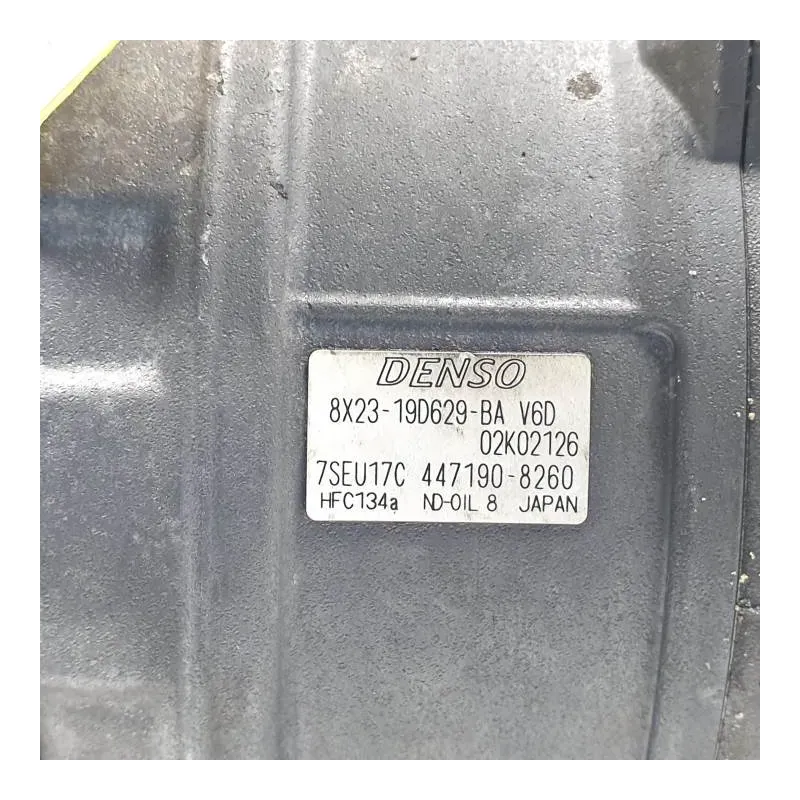 DENSO
8X23-19D629-BA V6D
02K02126
7SEU17C 447190-8260
HFC134a ND-OIL 8 JAPAN